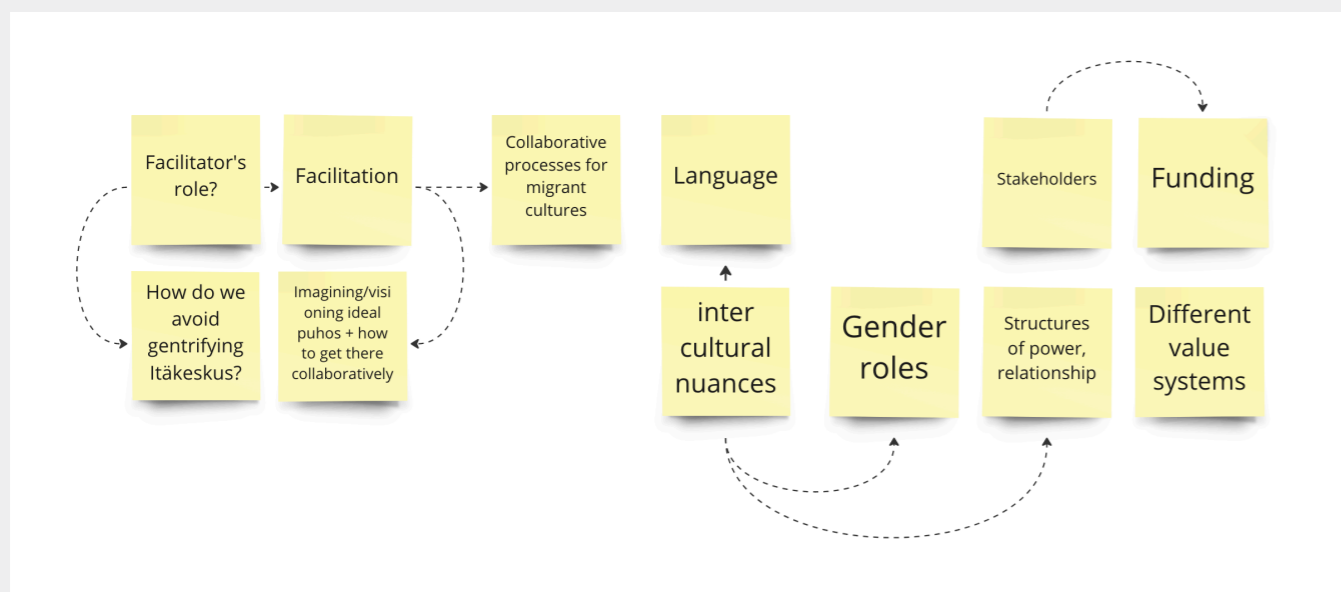 Facilitator's
role?
Facilitation
Collaborative
processes for
migrant
cultures
Language
Stakeholders
Funding
How do we
avoid
gentrifying
Itäkeskus?
Imagining/visi
oning ideal
puhos + how
to get there
collaboratively
inter
cultural
nuances
Gender
roles
Structures
of power,
relationship
Different
value
systems